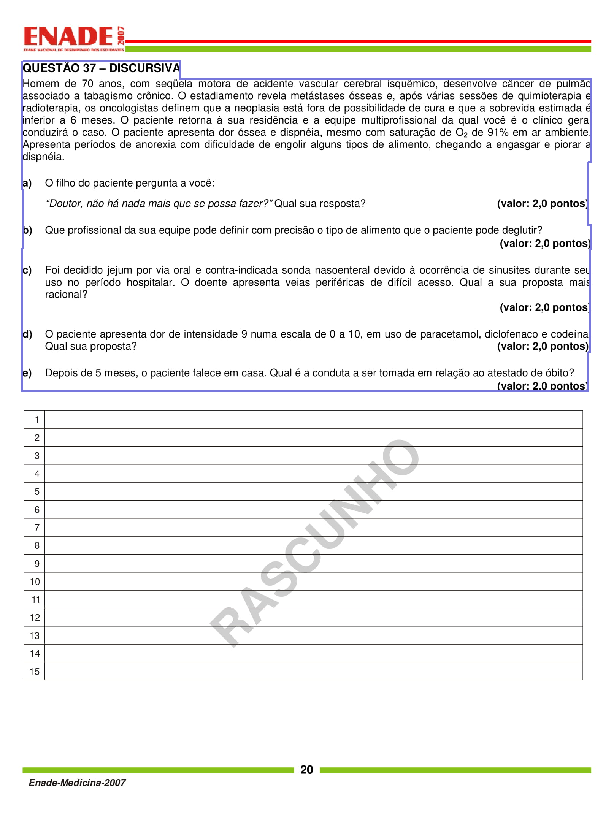 ENADE 2007
EXAME NACIONAL DE DESEMPENHO DOS ESTUDANTES
QUESTÃO 37 – DISCURSIVA
Homem de 70 anos, com seqüela motora de acidente vascular cerebral isquêmico, desenvolve câncer de pulmão
associado a tabagismo crônico. O estadiamento revela metástases ósseas e, após várias sessões de quimioterapia e
radioterapia, os oncologistas definem que a neoplasia está fora de possibilidade de cura e que a sobrevida estimada é
inferior a 6 meses. O paciente retorna à sua residência e a equipe multiprofissional da qual você é o clínico geral
conduzirá o caso. O paciente apresenta dor óssea e dispnéia, mesmo com saturação de O2 de 91% em ar ambiente.
Apresenta períodos de anorexia com dificuldade de engolir alguns tipos de alimento, chegando a engasgar e piorar a
dispnéia.
a) O filho do paciente pergunta a você:
“Doutor, não há nada mais que se possa fazer?” Qual sua resposta? (valor: 2,0 pontos)
b) Que profissional da sua equipe pode definir com precisão o tipo de alimento que o paciente pode deglutir?
(valor: 2,0 pontos)
c) Foi decidido jejum por via oral e contra-indicada sonda nasoenteral devido à ocorrência de sinusites durante seu
uso no período hospitalar. O doente apresenta veias periféricas de difícil acesso. Qual a sua proposta mais
racional?
(valor: 2,0 pontos)
d) O paciente apresenta dor de intensidade 9 numa escala de 0 a 10, em uso de paracetamol, diclofenaco e codeína.
Qual sua proposta? (valor: 2,0 pontos)
e) Depois de 5 meses, o paciente falece em casa. Qual é a conduta a ser tomada em relação ao atestado de óbito?
(valor: 2,0 pontos)
1
2
3
4
5
6
7
8
9
10
11
12
13
14
15
RASCUNHO
20
Enade-Medicina-2007